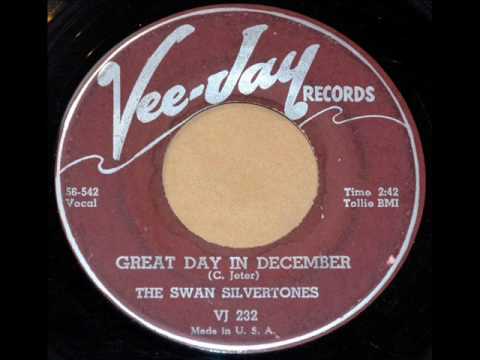 Vee-Jay
RECORDS
56-542
Vocal
Time 2:42
Tollie BMI
GREAT DAY IN DECEMBER
(C. Jeter)
THE SWAN SILVERTONES
VJ 232
Made in U. S. A.